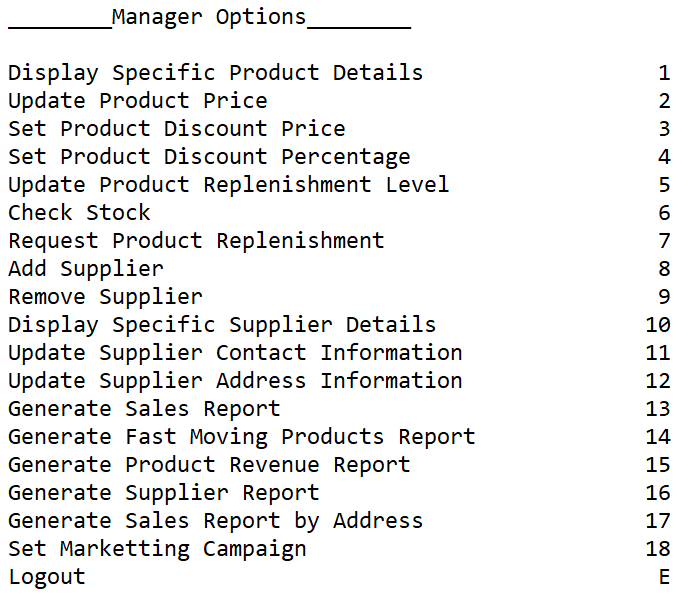 ________Manager Options________
Display Specific Product Details 1
Update Product Price 2
Set Product Discount Price 3
Set Product Discount Percentage 4
Update Product Replenishment Level 5
Check Stock 6
Request Product Replenishment 7
Add Supplier 8
Remove Supplier 9
Display Specific Supplier Details 10
Update Supplier Contact Information 11
Update Supplier Address Information 12
Generate Sales Report 13
Generate Fast Moving Products Report 14
Generate Product Revenue Report 15
Generate Supplier Report 16
Generate Sales Report by Address 17
Set Marketting Campaign 18
Logout E